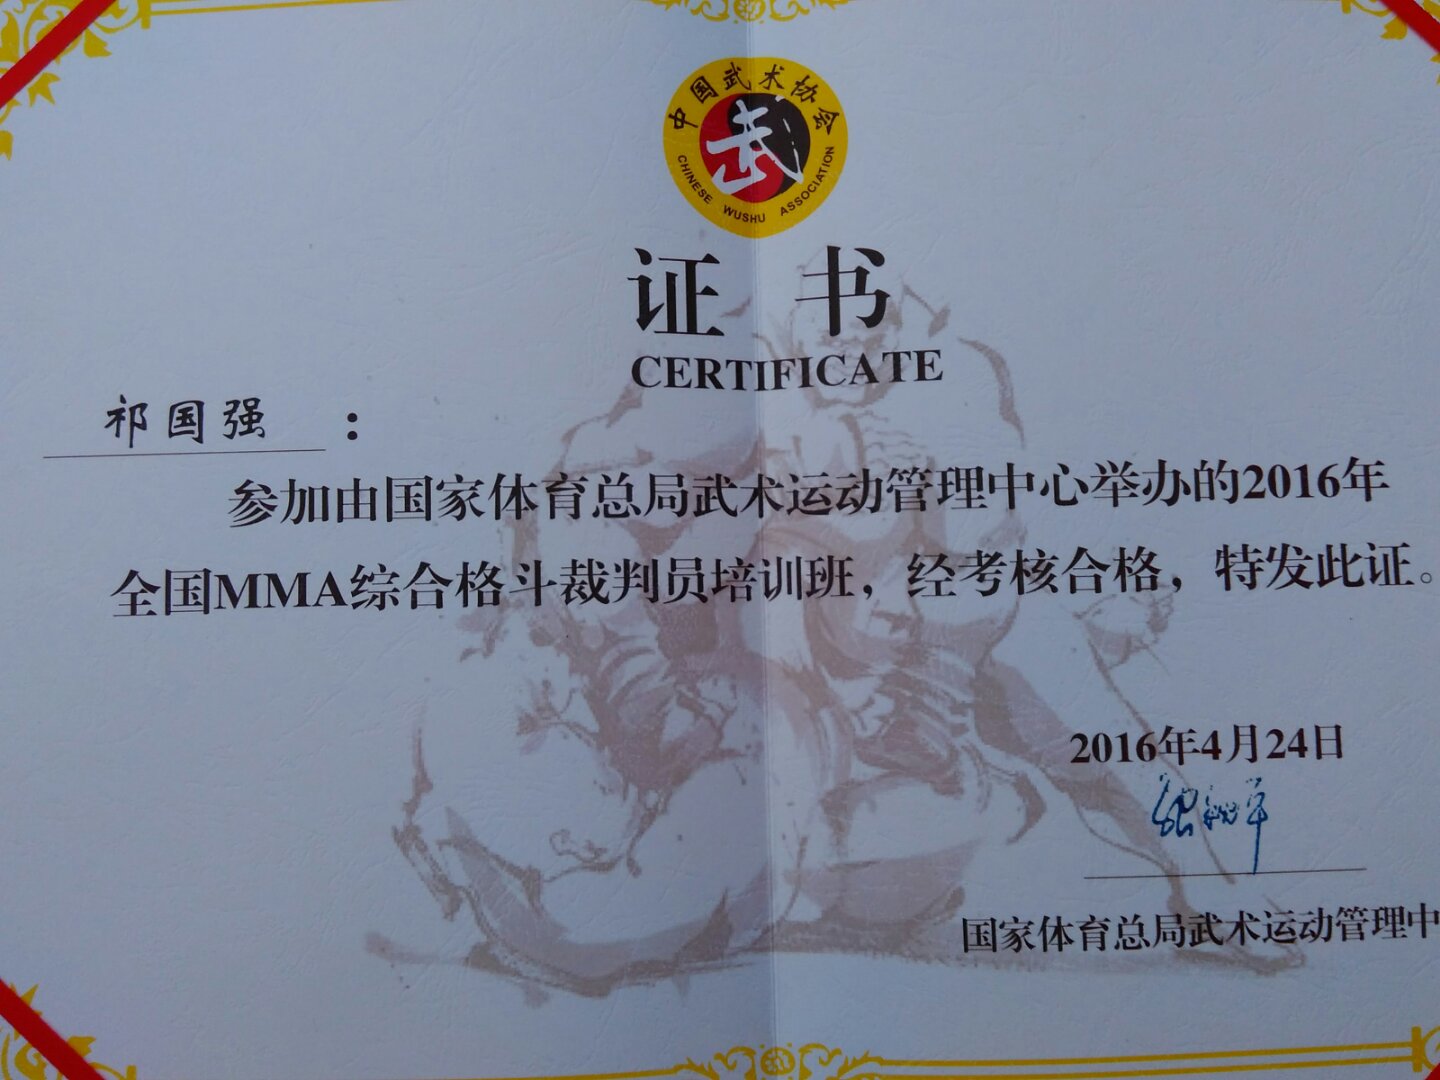 中国武术协会
CHINESE WUSHU ASSOCIATION
武
证 书
CERTIFICATE
祁国强：
参加由国家体育总局武术运动管理中心举办的2016年
全国MMA综合格斗裁判员培训班，经考核合格，特发此证。
2016年4月24日
国家体育总局武术运动管理中